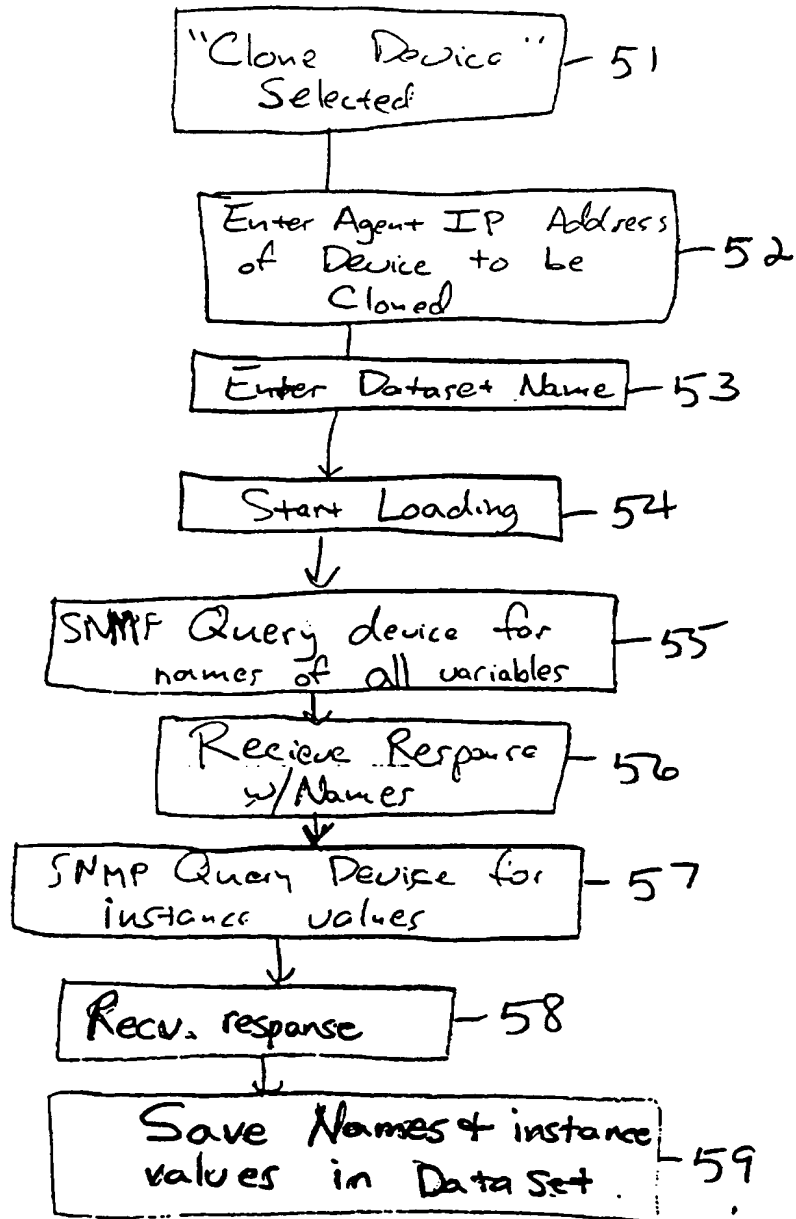 "Clone Device"
Selected
51
Enter Agent IP Address
of Device to be
Cloned
52
Enter Dataset Name
53
Start Loading
54
SNMP Query device for
names of all variables
55
Recieve Response
w/Names
56
SNMP Query Device for
instance values
57
Recv. response
58
Save Names & instance
values in Data Set.
59